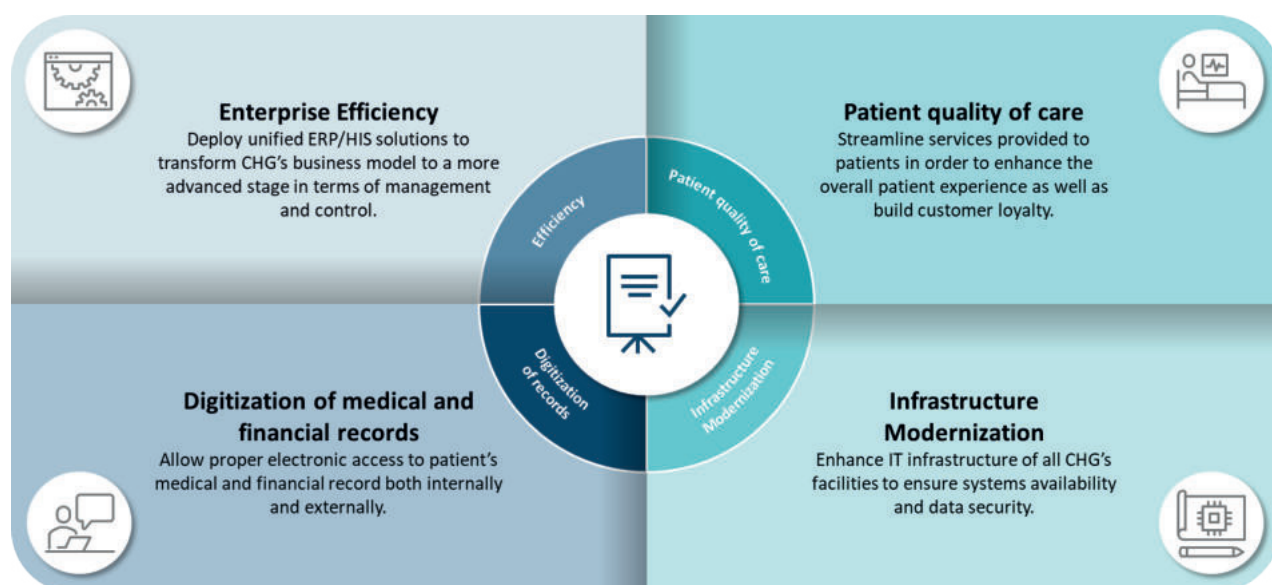 Enterprise Efficiency
Deploy unified ERP/HIS solutions to
transform CHG's business model to a more
advanced stage in terms of management
and control.
Patient quality of care
Streamline services provided to
patients in order to enhance the
overall patient experience as well as
build customer loyalty.
Efficiency
Patient quality of care
Digitization
of records
Infrastructure
Modernization
Digitization of medical and
financial records
Allow proper electronic access to patient's
medical and financial record both internally
and externally.
Infrastructure
Modernization
Enhance IT infrastructure of all CHG's
facilities to ensure systems availability
and data security.